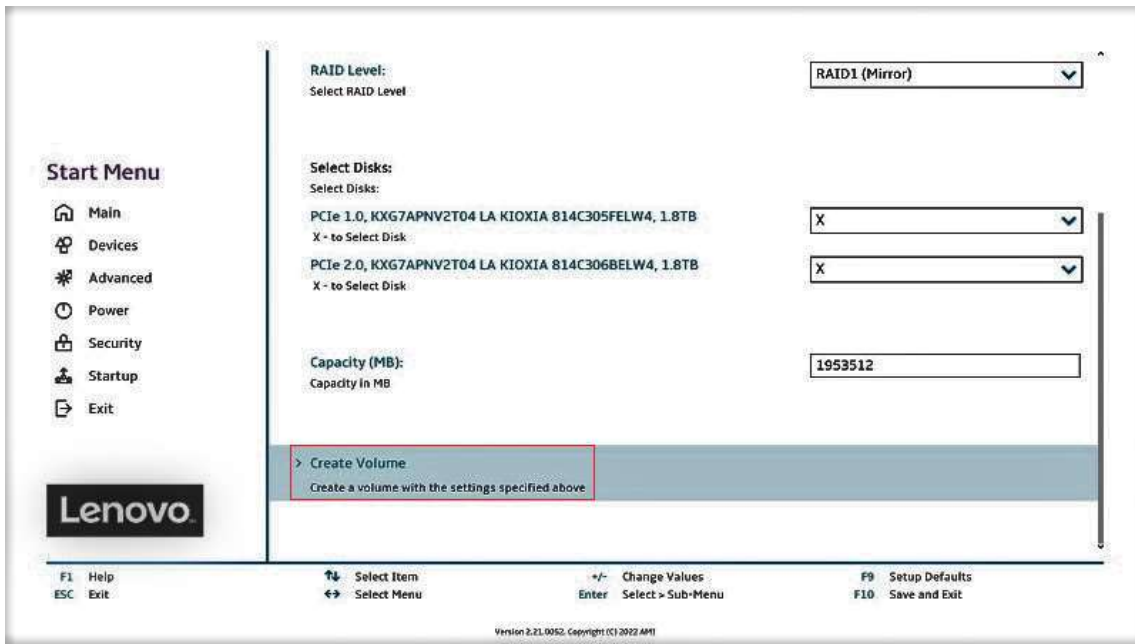 RAID Level:
RAID1 (Mirror)
Select RAID Level
Start Menu
Main
Devices
Advanced
Power
Security
Startup
Exit
Select Disks:
Select Disks:
PCIe 1.0, KXG7APNV2T04 LA KIOXIA 814C305FELW4, 1.8TB
X
X - to Select Disk
PCIe 2.0, KXG7APNV2T04 LA KIOXIA 814C306BELW4, 1.8TB
X
X - to Select Disk
Capacity (MB):
1953512
Capacity in MB
> Create Volume
Create a volume with the settings specified above
Lenovo
F1 Help
ESC Exit
↑↓ Select Item
←→ Select Menu
+/- Change Values
Enter Select > Sub-Menu
F9 Setup Defaults
F10 Save and Exit
Version 2.21.0052. Copyright (C) 2022 AMI